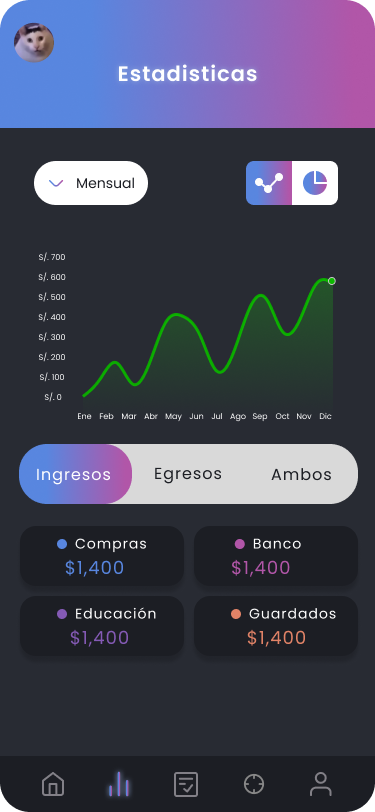 Estadisticas
Mensual
S/. 700
S/. 600
S/. 500
S/. 400
S/. 300
S/. 200
S/. 100
S/. 0
Ene Feb Mar Abr May Jun Jul Ago Sep Oct Nov Dic
Ingresos Egresos Ambos
Compras Banco
$1,400 $1,400
Educación Guardados
$1,400 $1,400